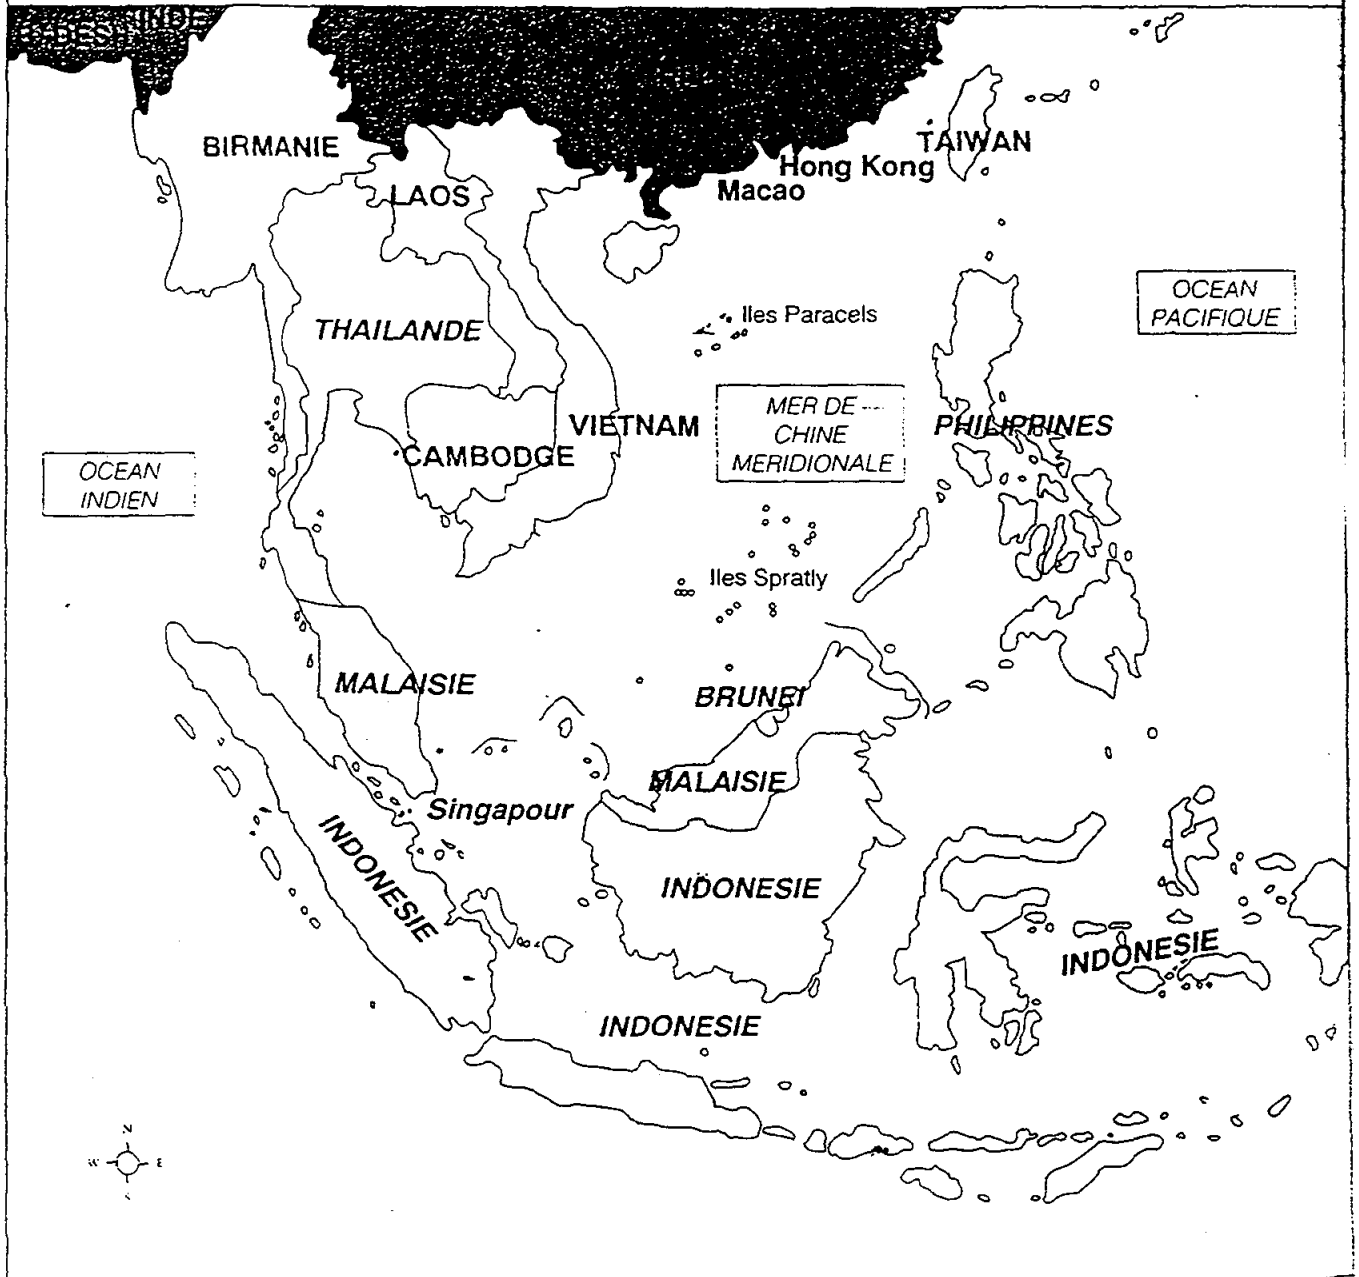 INDE
BIRMANIE
LAOS
TAIWAN
Hong Kong
Macao
OCEAN
PACIFIQUE
Iles Paracels
THAILANDE
MER DE
CHINE
MERIDIONALE
VIETNAM
PHILIPPINES
CAMBODGE
OCEAN
INDIEN
Iles Spratly
MALAISIE
BRUNEI
MALAISIE
Singapour
INDONESIE
INDONESIE
INDONESIE
INDONESIE
N
W
E